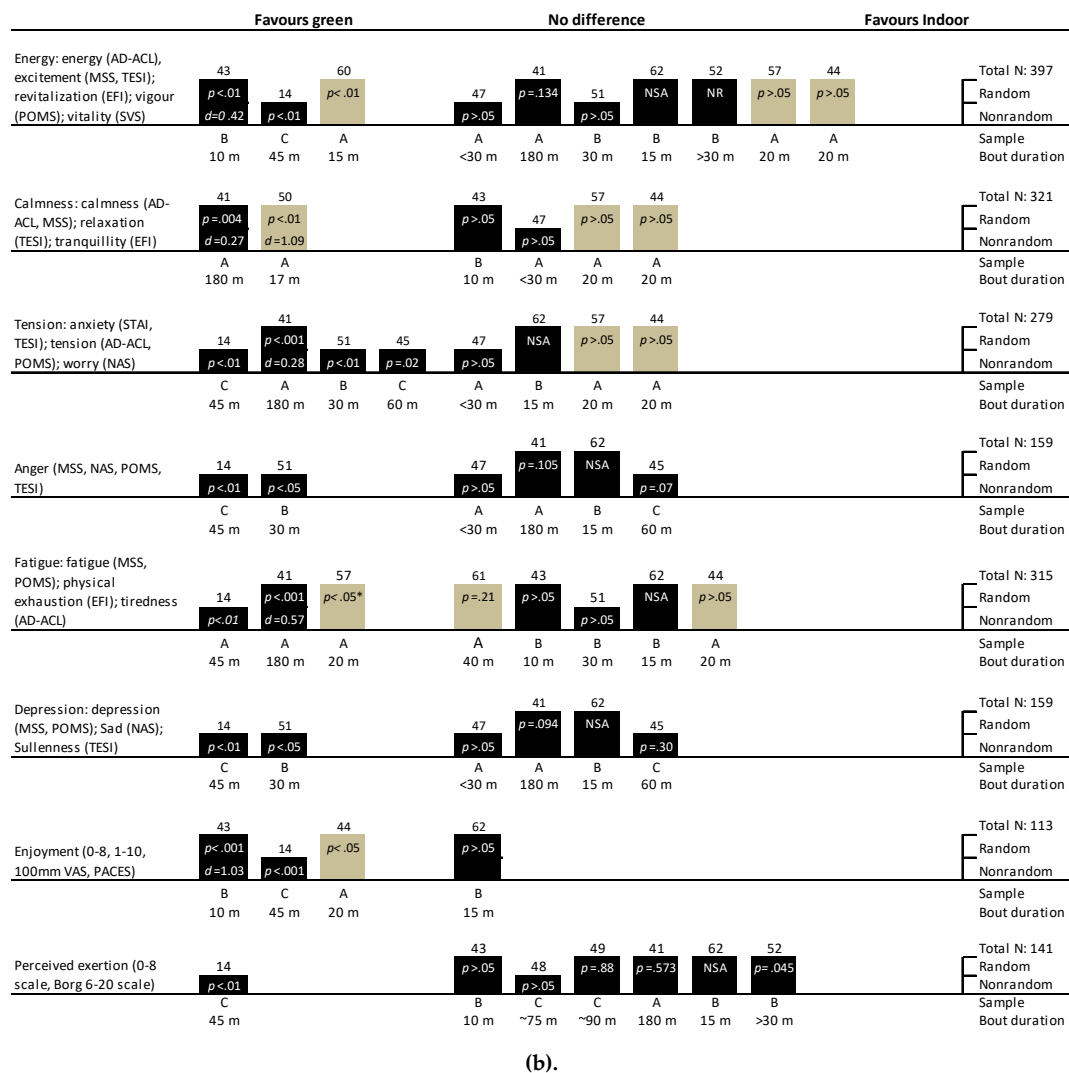 Favours green No difference Favours Indoor
Energy: energy (AD-ACL),
excitement (MSS, TESI);
revitalization (EFI); vigour
(POMS); vitality (SVS)
43 14 60 47 41 51 62 52 57 44
p<.01 p<.01 p<.01 p>.05 p=.134 p>.05 NSA NR p>.05 p>.05
d=0.42
Total N: 397
Random
Nonrandom
B C A A A B B B A A Sample
10 m 45 m 15 m <30 m 180 m 30 m 15 m >30 m 20 m 20 m Bout duration
Calmness: calmness (AD-
ACL, MSS); relaxation
(TESI); tranquillity (EFI)
41 50 43 47 57 44
p=.004 p<.01 p>.05 p>.05 p>.05 p>.05
d=0.27 d=1.09
Total N: 321
Random
Nonrandom
A A B A A A Sample
180 m 17 m 10 m <30 m 20 m 20 m Bout duration
Tension: anxiety (STAI,
TESI); tension (AD-ACL,
POMS); worry (NAS)
14 41 51 45 47 62 57 44
p<.01 p<.001 p<.01 p=.02 p>.05 NSA p>.05 p>.05
d=0.28
Total N: 279
Random
Nonrandom
C A B C A B A A Sample
45 m 180 m 30 m 60 m <30 m 15 m 20 m 20 m Bout duration
Anger (MSS, NAS, POMS,
TESI)
14 51 47 41 62 45
p<.01 p<.05 p>.05 p=.105 NSA p=.07
Total N: 159
Random
Nonrandom
C B A A B C Sample
45 m 30 m <30 m 180 m 15 m 60 m Bout duration
Fatigue: fatigue (MSS,
POMS); physical
exhaustion (EFI); tiredness
(AD-ACL)
14 41 57 61 43 51 62 44
p<.01 p<.001 p<.05* p=.21 p>.05 p>.05 NSA p>.05
d=0.57
Total N: 315
Random
Nonrandom
A A A A B B B A Sample
45 m 180 m 20 m 40 m 10 m 30 m 15 m 20 m Bout duration
Depression: depression
(MSS, POMS); Sad (NAS);
Sullenness (TESI)
14 51 47 41 62 45
p<.01 p<.05 p>.05 p=.094 NSA p=.30
Total N: 159
Random
Nonrandom
C B A A B C Sample
45 m 30 m <30 m 180 m 15 m 60 m Bout duration
Enjoyment (0-8, 1-10,
100mm VAS, PACES)
43 14 44 62
p<.001 p<.001 p<.05 p>.05
d=1.03
Total N: 113
Random
Nonrandom
B C A B Sample
10 m 45 m 20 m 15 m Bout duration
Perceived exertion (0-8
scale, Borg 6-20 scale)
14 43 48 49 41 62 52
p<.01 p>.05 p>.05 p=.88 p=.573 NSA p=.045
Total N: 141
Random
Nonrandom
C B C C A B B Sample
45 m 10 m ~75 m ~90 m 180 m 15 m >30 m Bout duration
(b).